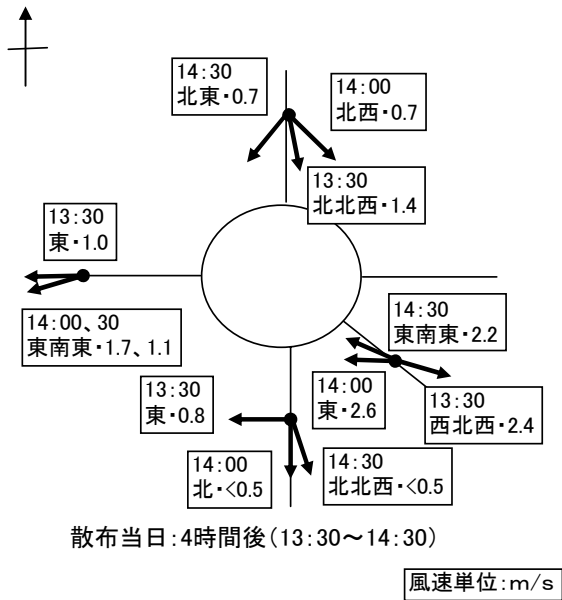 14:30
北東・0.7
14:00
北西・0.7
13:30
北北西・1.4
13:30
東・1.0
14:00、30
東南東・1.7、1.1
14:30
東南東・2.2
13:30
東・0.8
14:00
東・2.6
13:30
西北西・2.4
14:00
北・<0.5
14:30
北北西・<0.5
散布当日：4時間後（13:30～14:30）
風速単位：m/s